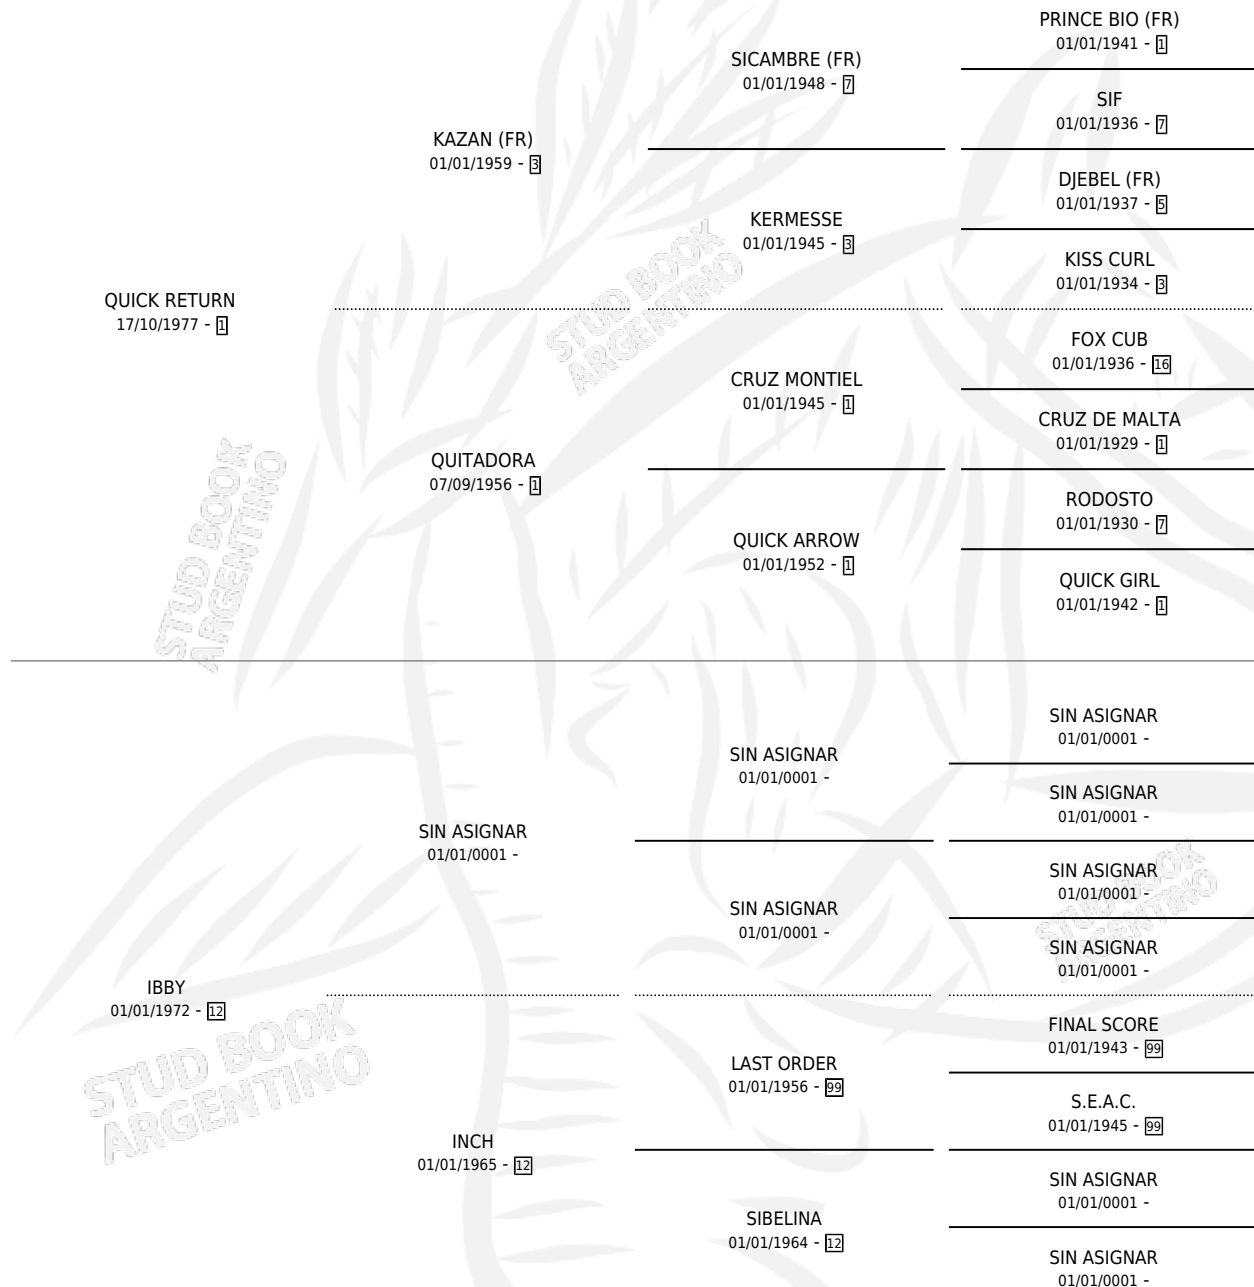 PRINCE BIO (FR)
01/01/1941 - 1
SICAMBRE (FR)
01/01/1948 - 7
SIF
01/01/1936 - 7
KAZAN (FR)
01/01/1959 - 3
DJEBEL (FR)
01/01/1937 - 5
KERMESSE
01/01/1945 - 3
KISS CURL
01/01/1934 - 3
QUICK RETURN
17/10/1977 - 1
FOX CUB
01/01/1936 - 16
CRUZ MONTIEL
01/01/1945 - 1
CRUZ DE MALTA
01/01/1929 - 1
QUITADORA
07/09/1956 - 1
RODOSTO
01/01/1930 - 7
QUICK ARROW
01/01/1952 - 1
QUICK GIRL
01/01/1942 - 1
STUD BOOK
ARGENTINO
STUD BOOK
ARGENTINO
SIN ASIGNAR
01/01/0001 -
SIN ASIGNAR
01/01/0001 -
SIN ASIGNAR
01/01/0001 -
SIN ASIGNAR
01/01/0001 -
SIN ASIGNAR
01/01/0001 -
SIN ASIGNAR
01/01/0001 -
SIN ASIGNAR
01/01/0001 -
STUD BOOK
ARGENTINO
IBBY
01/01/1972 - 12
FINAL SCORE
01/01/1943 - 99
LAST ORDER
01/01/1956 - 99
S.E.A.C.
01/01/1945 - 99
INCH
01/01/1965 - 12
SIN ASIGNAR
01/01/0001 -
SIBELINA
01/01/1964 - 12
SIN ASIGNAR
01/01/0001 -
STUD BOOK
ARGENTINO